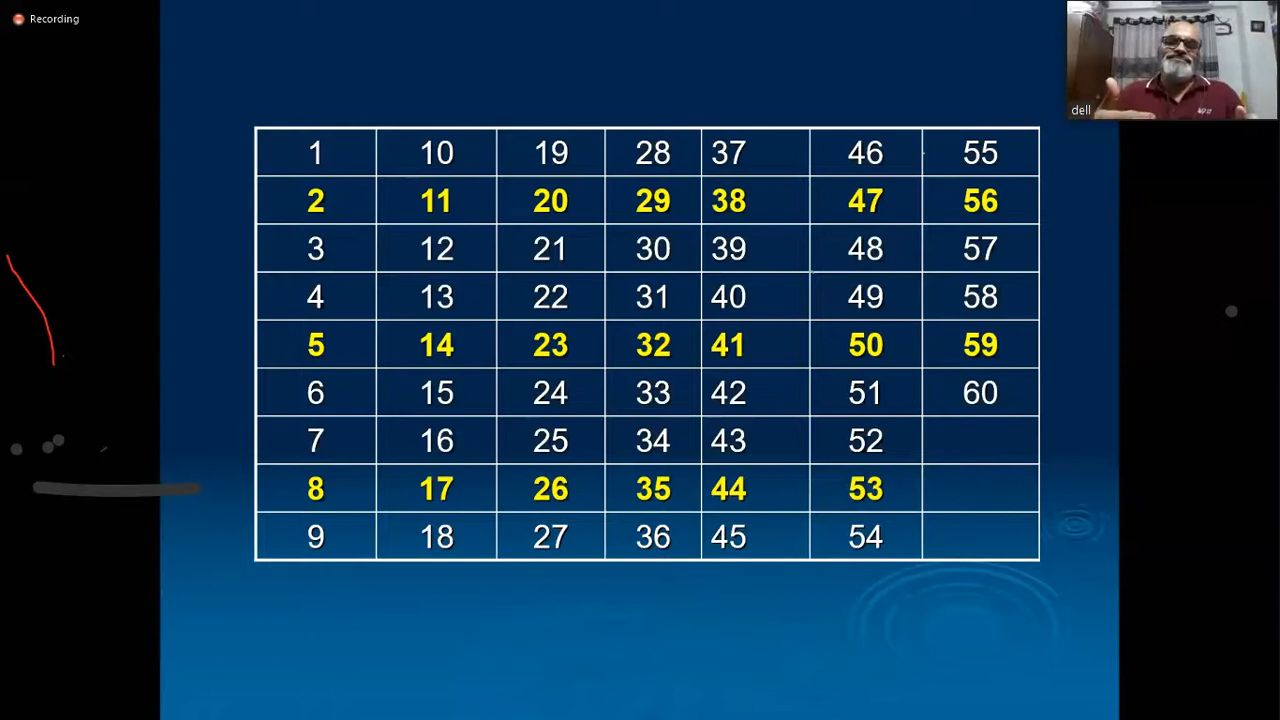 Recording
dell
1 10 19 28 37 46 55
2 11 20 29 38 47 56
3 12 21 30 39 48 57
4 13 22 31 40 49 58
5 14 23 32 41 50 59
6 15 24 33 42 51 60
7 16 25 34 43 52
8 17 26 35 44 53
9 18 27 36 45 54